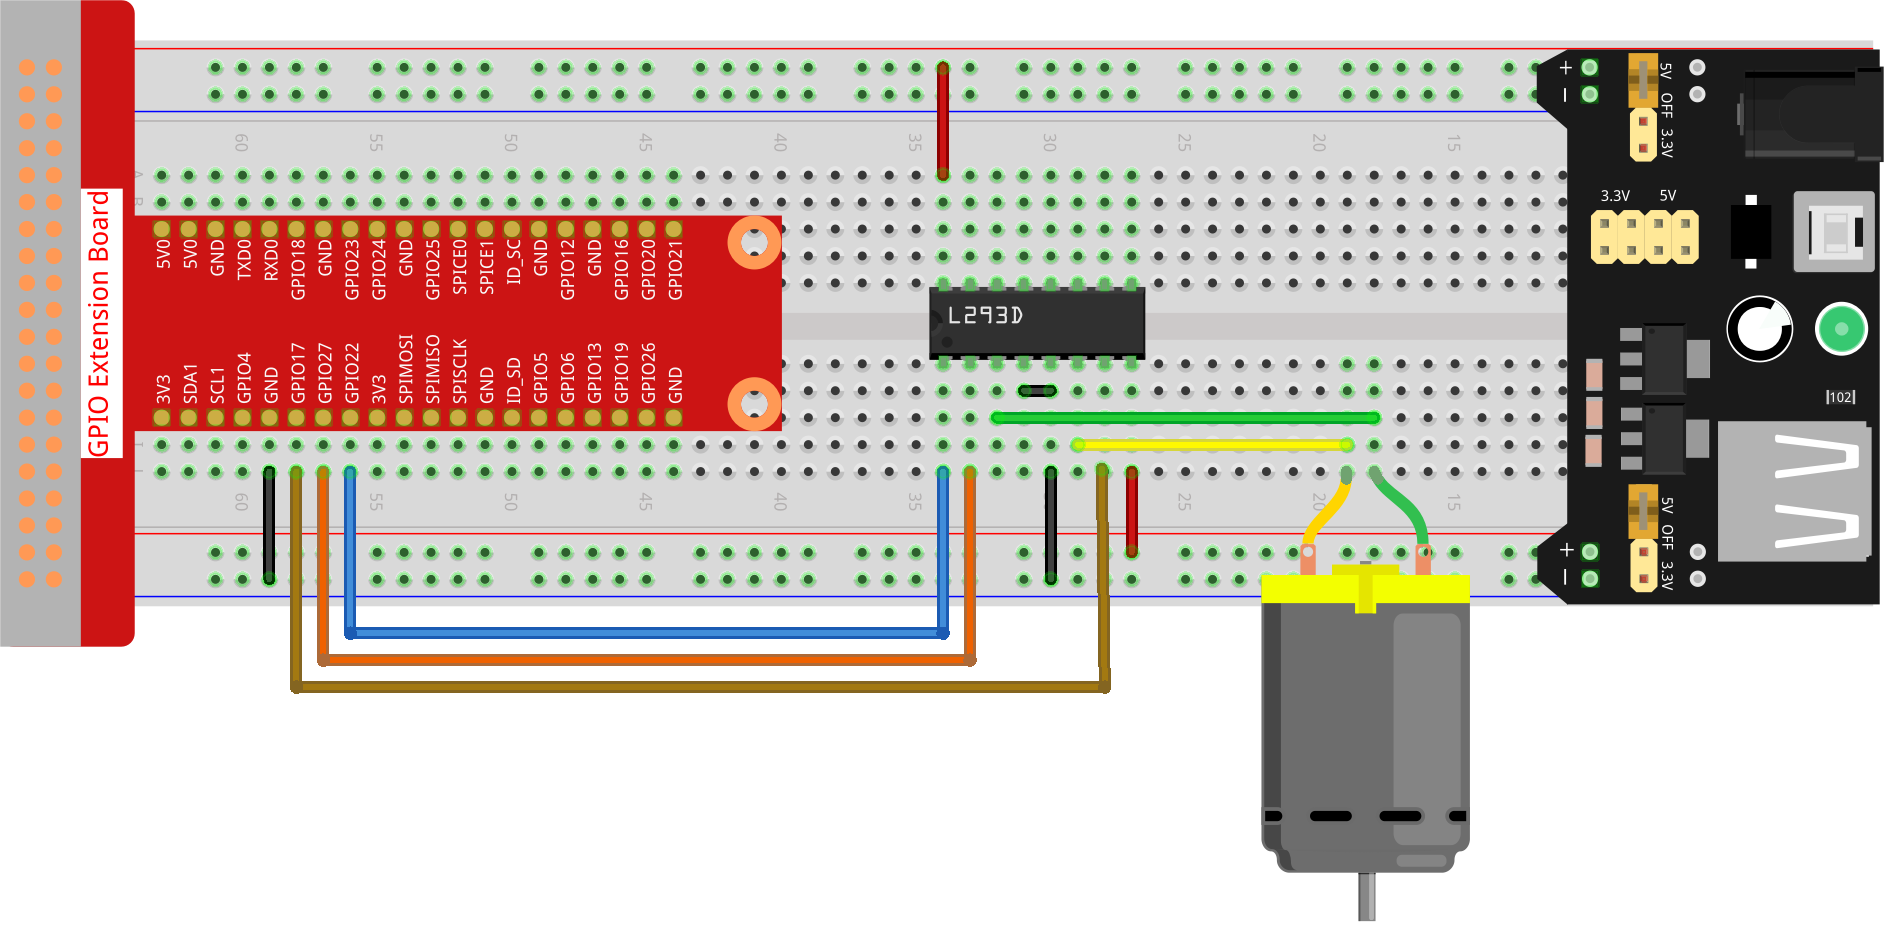 GPIO Extension Board
5V0
5V0
GND
TXD0
RXD0
GPIO18
GND
GPIO23
GPIO24
GND
GPIO25
SPICE0
SPICE1
ID_SC
GND
GPIO12
GND
GPIO16
GPIO20
GPIO21
3V3
SDA1
SCL1
GPIO4
GND
GPIO17
GPIO27
GPIO22
3V3
SPIMOSI
SPIMISO
SPISCLK
GND
ID_SD
GPIO5
GPIO6
GPIO13
GPIO19
GPIO26
GND
60 55 50 45 40 35 30 25 20 15
A
B
L293D
I
60 55 50 45 40 35 25 20 15
+
−
5V OFF 3.3V
3.3V 5V
102
+
−
5V OFF 3.3V